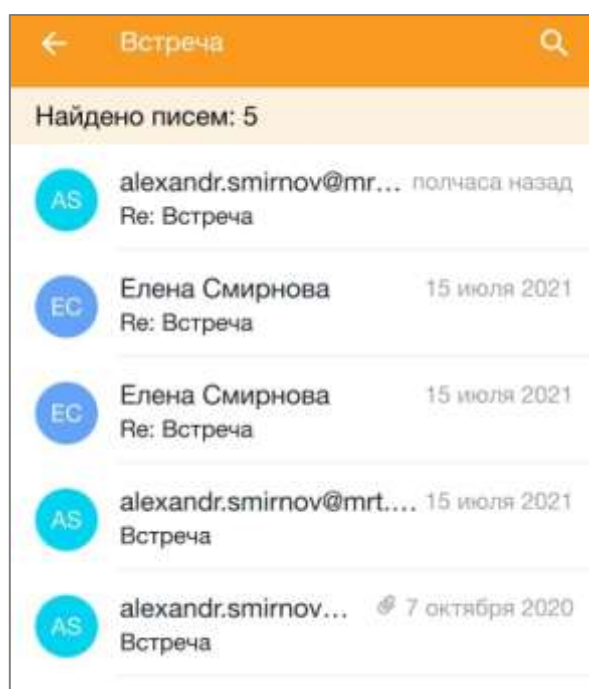 Встреча
Найдено писем: 5
AS
alexandr.smirnov@mr... полчаса назад
Re: Встреча
ЕС
Елена Смирнова 15 июля 2021
Re: Встреча
ЕС
Елена Смирнова 15 июля 2021
Re: Встреча
AS
alexandr.smirnov@mrt.... 15 июля 2021
Встреча
AS
alexandr.smirnov... 7 октября 2020
Встреча